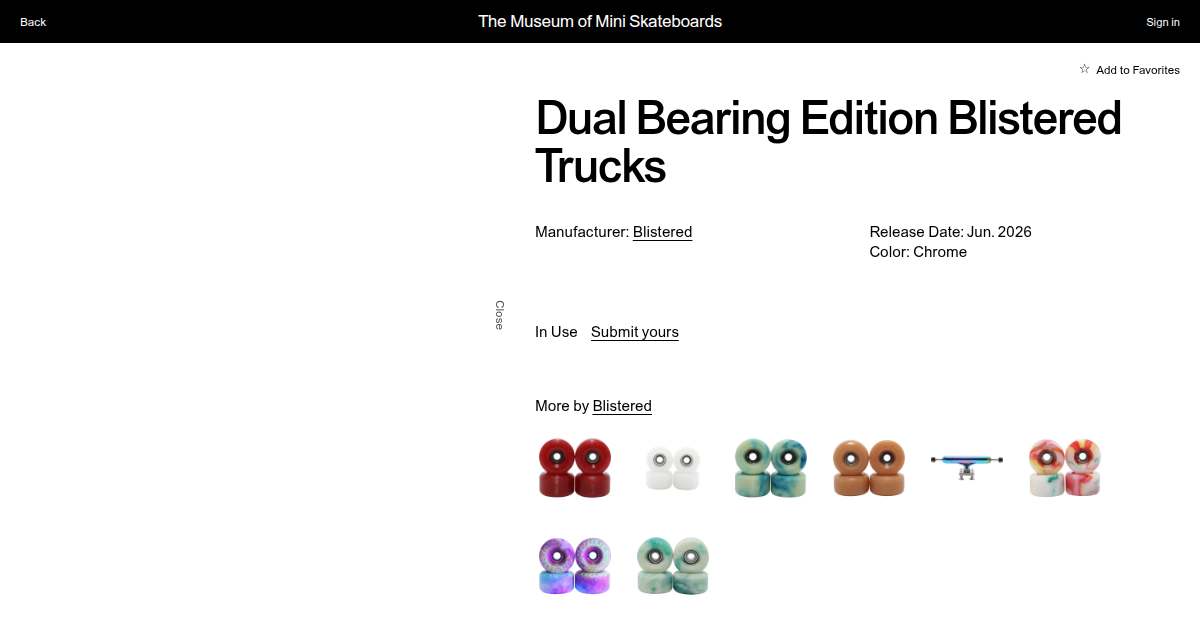 Back
The Museum of Mini Skateboards
Sign in
☆ Add to Favorites
Dual Bearing Edition Blistered
Trucks
Manufacturer: Blistered
Release Date: Jun. 2026
Color: Chrome
Close
In Use Submit yours
More by Blistered